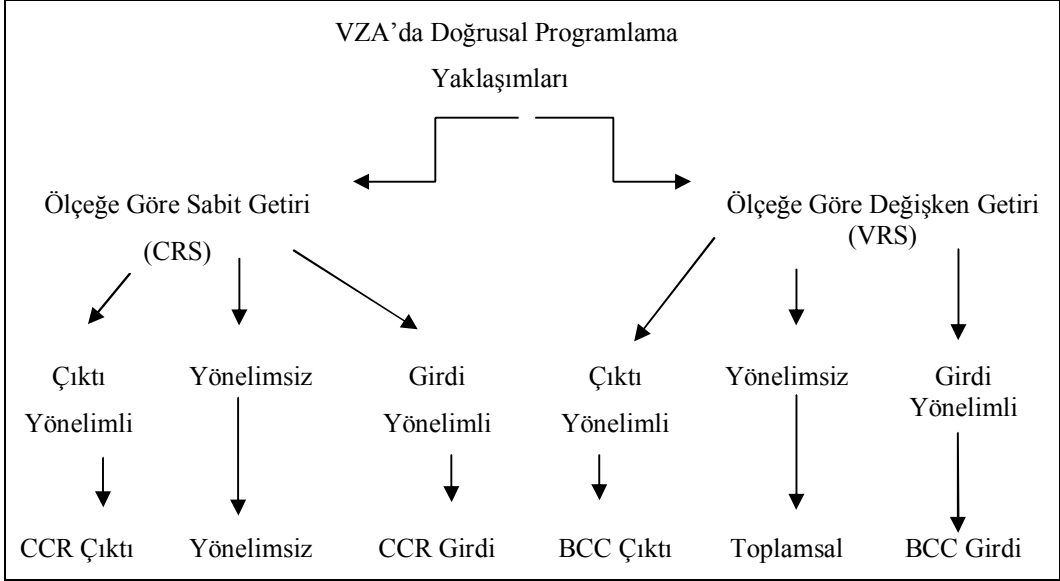 VZA’da Doğrusal Programlama
Yaklaşımları
Ölçeğe Göre Sabit Getiri
(CRS)
Ölçeğe Göre Değişken Getiri
(VRS)
Çıktı
Yönelimli
Yönelimsiz
Girdi
Yönelimli
Çıktı
Yönelimli
Yönelimsiz
Girdi
Yönelimli
CCR Çıktı
Yönelimsiz
CCR Girdi
BCC Çıktı
Toplamsal
BCC Girdi